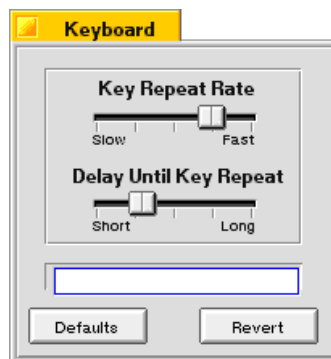 Keyboard
Key Repeat Rate
Slow Fast
Delay Until Key Repeat
Short Long
Defaults Revert